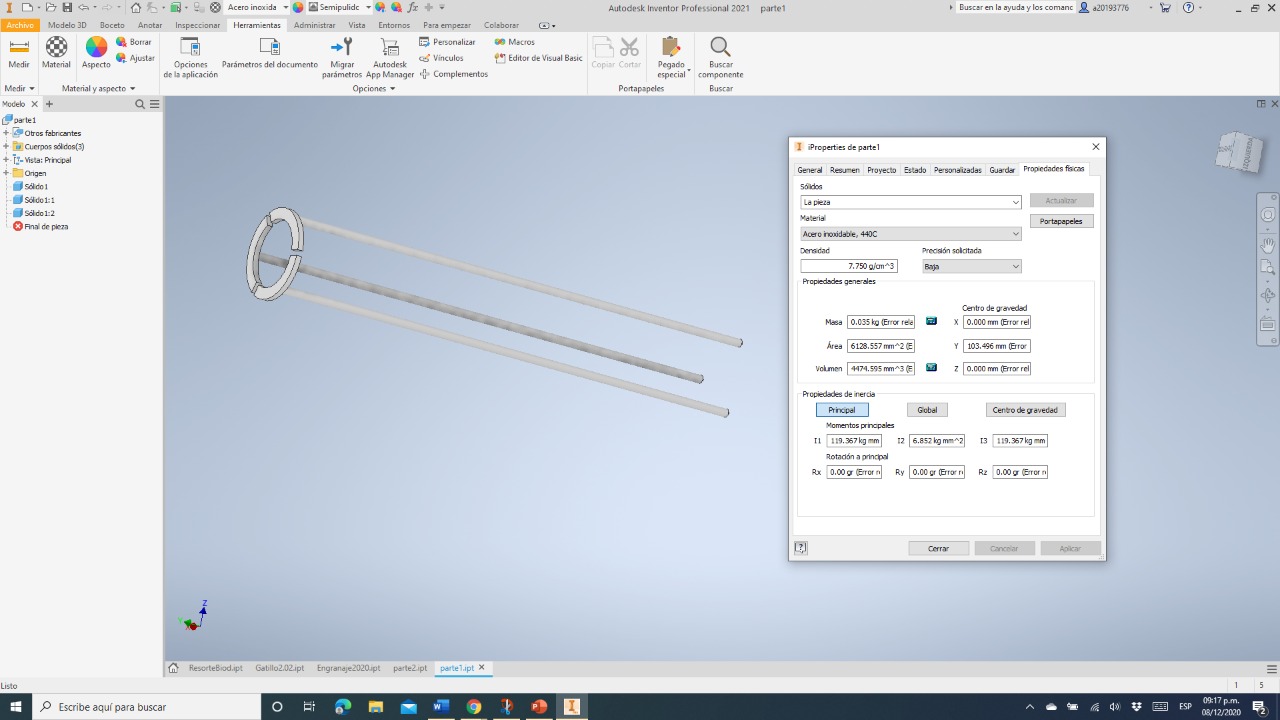 Acero inoxida
Semipulidc
Autodesk Inventor Professional 2021 parte1
Buscar en la ayuda y los comanc
a20193776
Archivo Modelo 3D Boceto Anotar Inspeccionar Herramientas Administrar Vista Entornos Para empezar Colaborar
Medir
Material
Aspecto
Borrar
Ajustar
Opciones
de la aplicación
Parámetros del documento
Migrar
parámetros
Autodesk
App Manager
Personalizar
Vínculos
Complementos
Macros
Editor de Visual Basic
Copiar Cortar
Pegado
especial
Buscar
componente
Medir
Material y aspecto
Opciones
Portapapeles
Buscar
Modelo
parte1
Otros fabricantes
Cuerpos sólidos(3)
Vista: Principal
Origen
Sólido1
Sólido1:1
Sólido1:2
Final de pieza
iProperties de parte1
General Resumen Proyecto Estado Personalizadas Guardar Propiedades físicas
Sólidos
La pieza
Actualizar
Material
Portapapeles
Acero inoxidable, 440C
Densidad Precisión solicitada
7.750 g/cm^3 Baja
Propiedades generales
Centro de gravedad
Masa 0.035 kg (Error rela X 0.000 mm (Error rel
Área 6128.557 mm^2 (E Y 103.496 mm (Error
Volumen 4474.595 mm^3 (E Z 0.000 mm (Error rel
Propiedades de inercia
Principal Global Centro de gravedad
Momentos principales
I1 119.367 kg mm I2 6.852 kg mm^2 I3 119.367 kg mm
Rotación a principal
Rx 0.00 gr (Error r Ry 0.00 gr (Error r Rz 0.00 gr (Error r
Cerrar Cancelar Aplicar
Z
ResorteBiod.ipt Gatillo2.02.ipt Engranaje2020.ipt parte2.ipt parte1.ipt
Listo
1 5
Escribe aquí para buscar
ESP
09:17 p.m.
08/12/2020